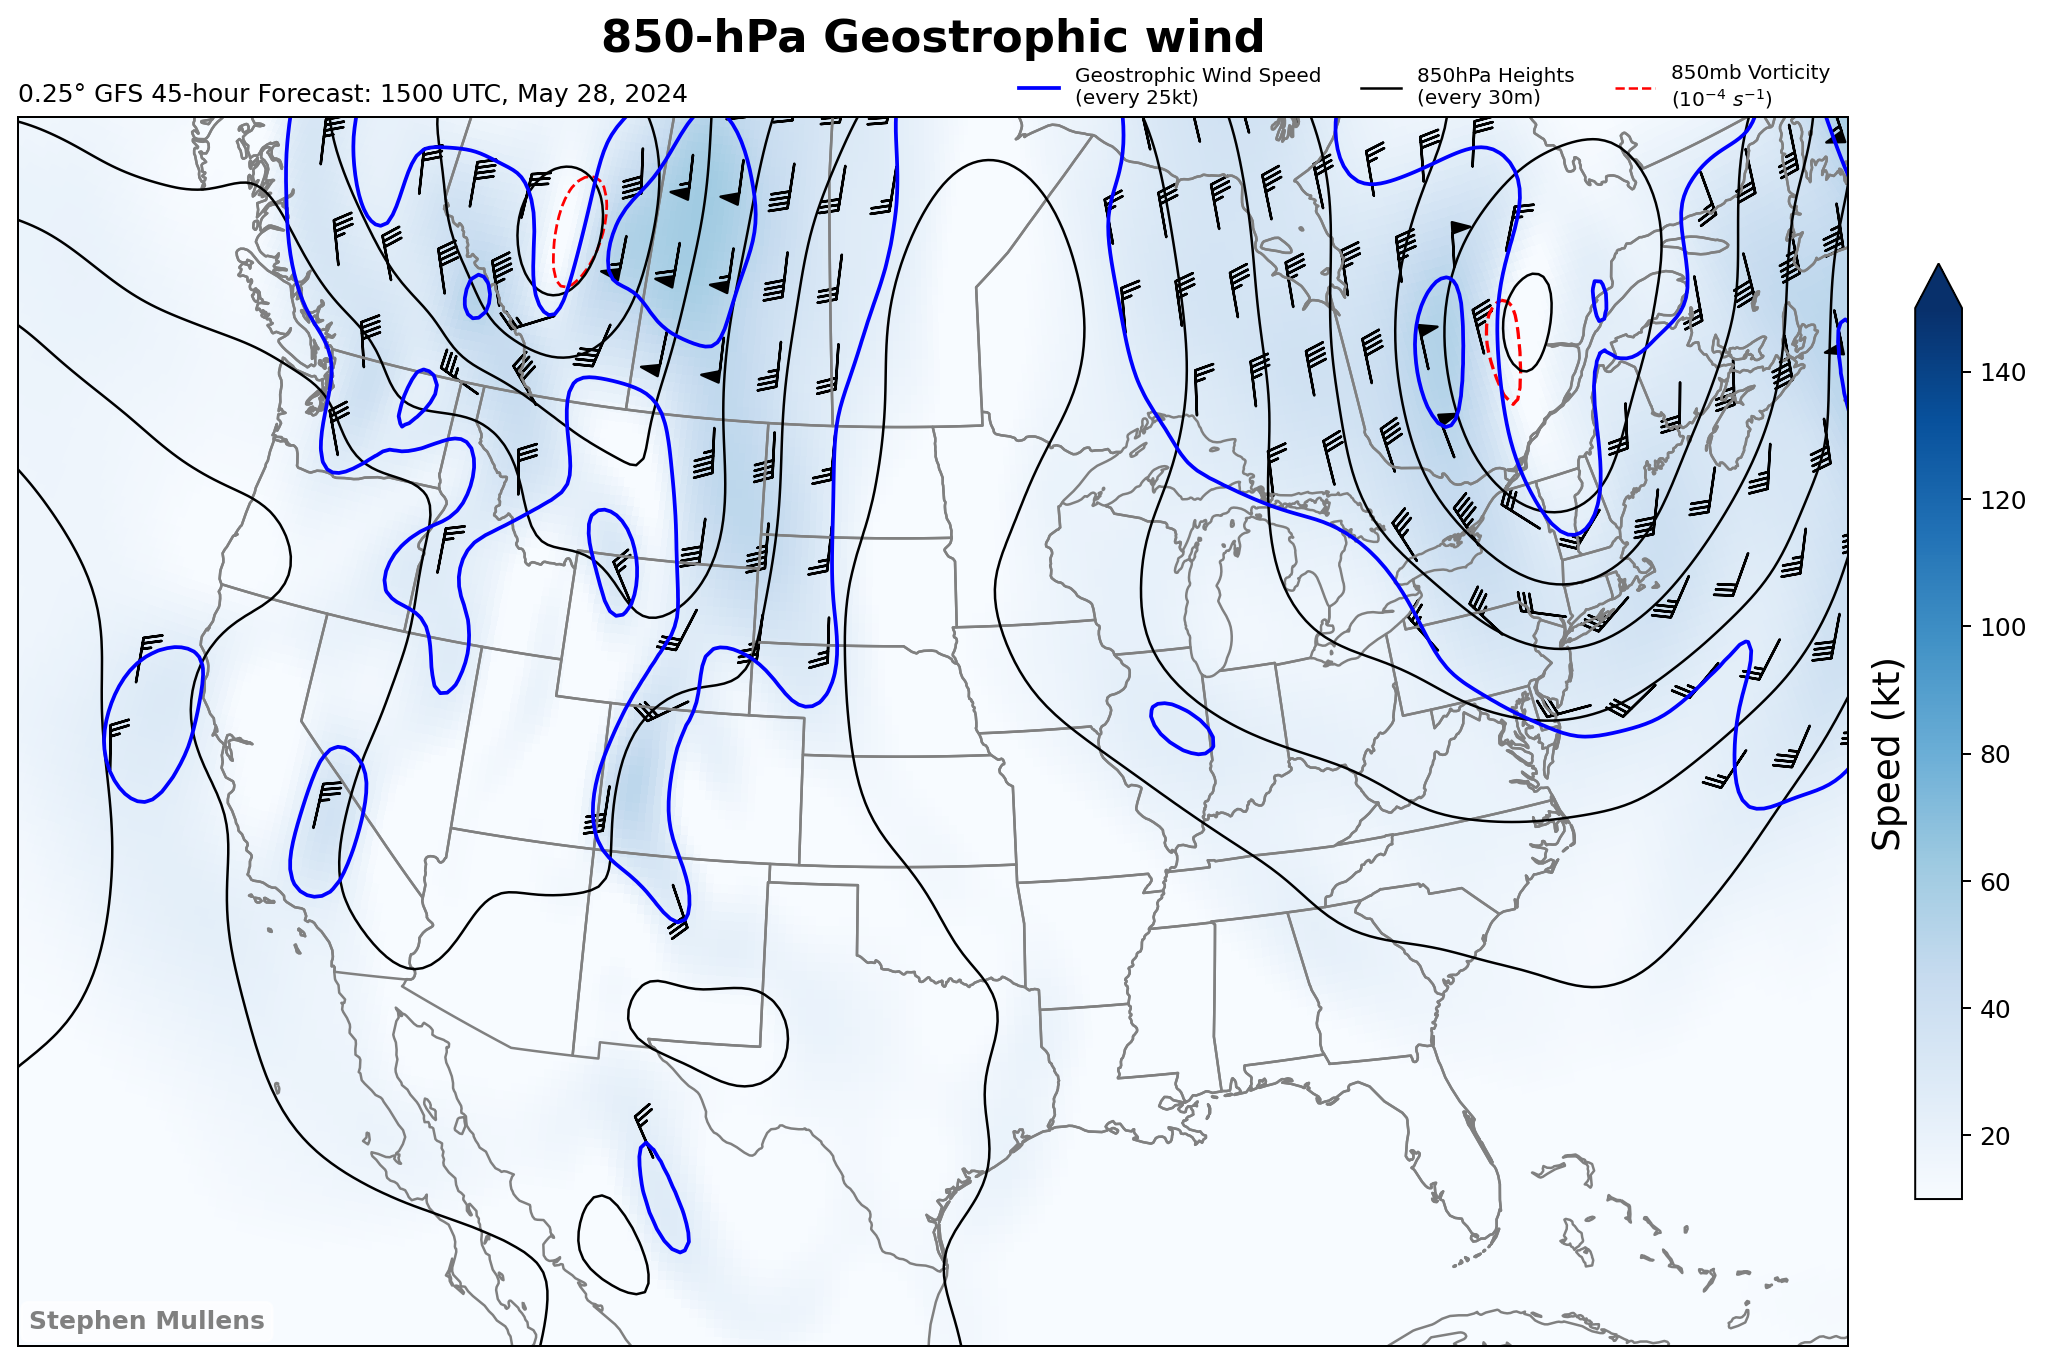 850-hPa Geostrophic wind
0.25° GFS 45-hour Forecast: 1500 UTC, May 28, 2024
Geostrophic Wind Speed
(every 25kt)
850hPa Heights
(every 30m)
850mb Vorticity
(10⁻⁴ s⁻¹)
140
120
100
80
60
40
20
Speed (kt)
Stephen Mullens